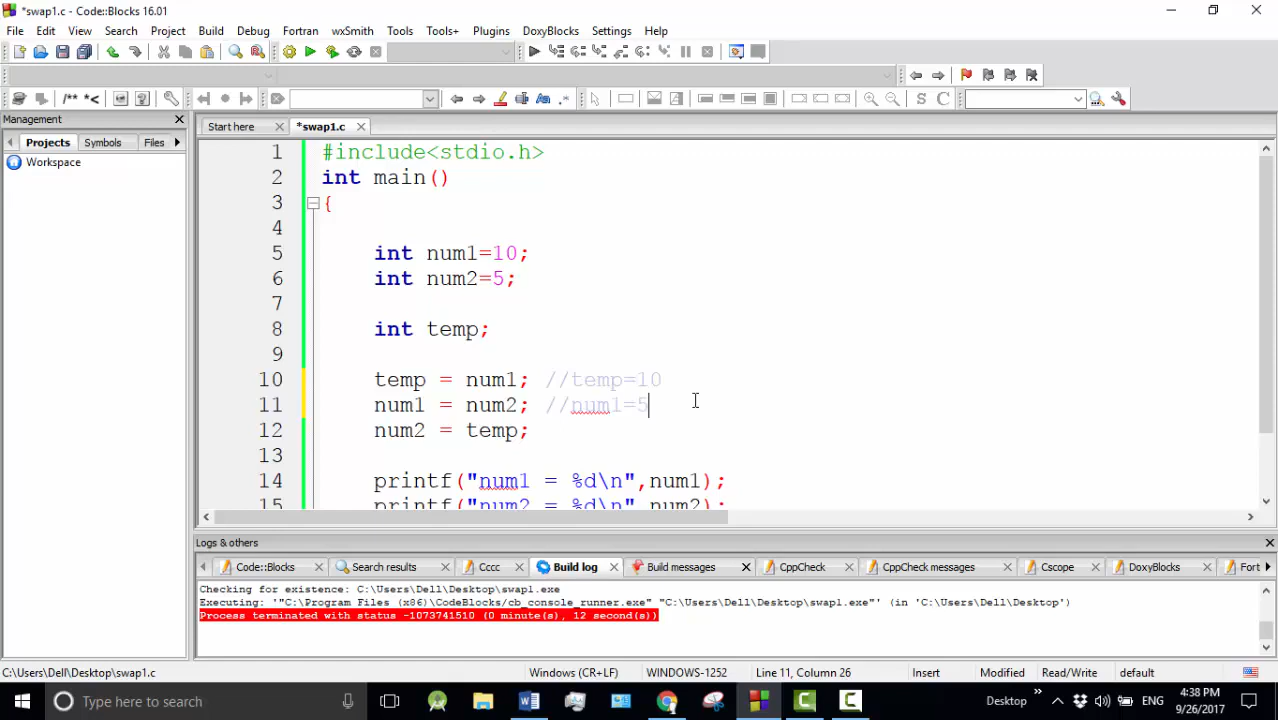 *swap1.c - Code::Blocks 16.01
File Edit View Search Project Build Debug Fortran wxSmith Tools Tools+ Plugins DoxyBlocks Settings Help
/** *< S C
Management
Start here *swap1.c
Projects Symbols Files
Workspace
1 #include<stdio.h>
2 int main()
3 {
4
5 int num1=10;
6 int num2=5;
7
8 int temp;
9
10 temp = num1; //temp=10
11 num1 = num2; //num1=5
12 num2 = temp;
13
14 printf("num1 = %d\n",num1);
15 printf("num2 = %d\n",num2);
Logs & others
Code::Blocks Search results Cccc Build log Build messages CppCheck CppCheck messages Cscope DoxyBlocks Fort
Checking for existence: C:\Users\Dell\Desktop\swap1.exe
Executing: '"C:\Program Files (x86)\CodeBlocks/cb_console_runner.exe" "C:\Users\Dell\Desktop\swap1.exe"' (in 'C:\Users\Dell\Desktop')
Process terminated with status -1073741510 (0 minute(s), 12 second(s))
C:\Users\Dell\Desktop\swap1.c Windows (CR+LF) WINDOWS-1252 Line 11, Column 26 Insert Modified Read/Write default
Type here to search Desktop ENG 4:38 PM
9/26/2017